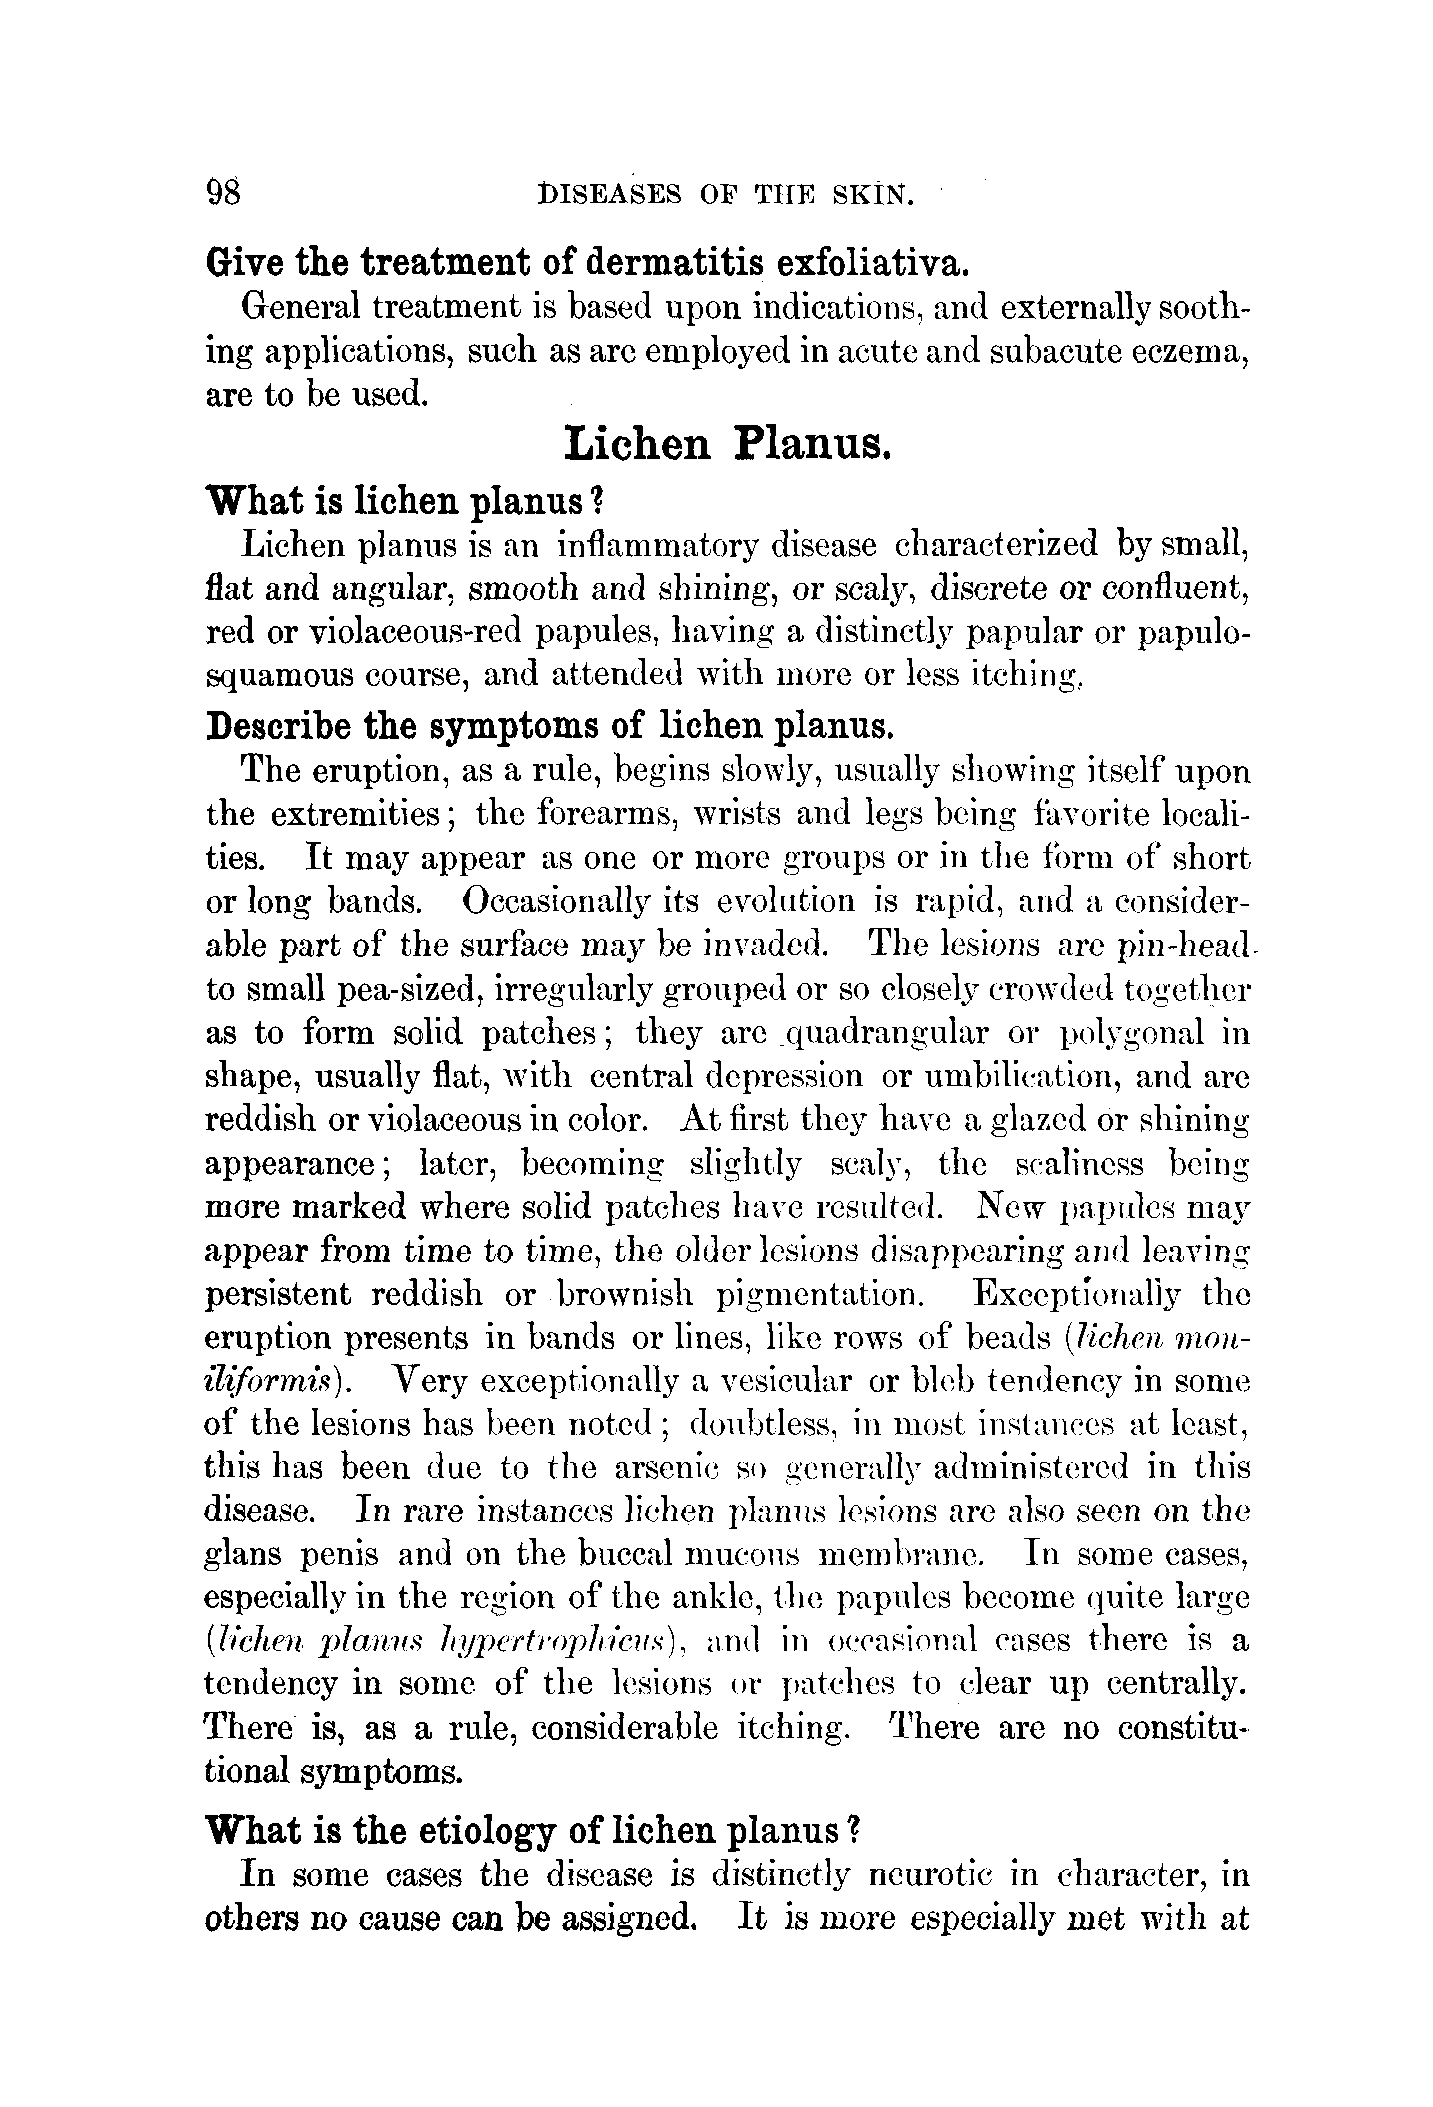 98 DISEASES OF THE SKIN.
Give the treatment of dermatitis exfoliativa.
General treatment is based upon indications, and externally sooth-
ing applications, such as are employed in acute and subacute eczema,
are to be used.
Lichen Planus.
What is lichen planus?
Lichen planus is an inflammatory disease characterized by small,
flat and angular, smooth and shining, or scaly, discrete or confluent,
red or violaceous-red papules, having a distinctly papular or papulo-
squamous course, and attended with more or less itching.
Describe the symptoms of lichen planus.
The eruption, as a rule, begins slowly, usually showing itself upon
the extremities; the forearms, wrists and legs being favorite locali-
ties. It may appear as one or more groups or in the form of short
or long bands. Occasionally its evolution is rapid, and a consider-
able part of the surface may be invaded. The lesions are pin-head-
to small pea-sized, irregularly grouped or so closely crowded together
as to form solid patches; they are quadrangular or polygonal in
shape, usually flat, with central depression or umbilication, and are
reddish or violaceous in color. At first they have a glazed or shining
appearance; later, becoming slightly scaly, the scaliness being
more marked where solid patches have resulted. New papules may
appear from time to time, the older lesions disappearing and leaving
persistent reddish or brownish pigmentation. Exceptionally the
eruption presents in bands or lines, like rows of beads (lichen mon-
iliformis). Very exceptionally a vesicular or bleb tendency in some
of the lesions has been noted; doubtless, in most instances at least,
this has been due to the arsenic so generally administered in this
disease. In rare instances lichen planus lesions are also seen on the
glans penis and on the buccal mucous membrane. In some cases,
especially in the region of the ankle, the papules become quite large
(lichen planus hypertrophicus), and in occasional cases there is a
tendency in some of the lesions or patches to clear up centrally.
There is, as a rule, considerable itching. There are no constitu-
tional symptoms.
What is the etiology of lichen planus?
In some cases the disease is distinctly neurotic in character, in
others no cause can be assigned. It is more especially met with at